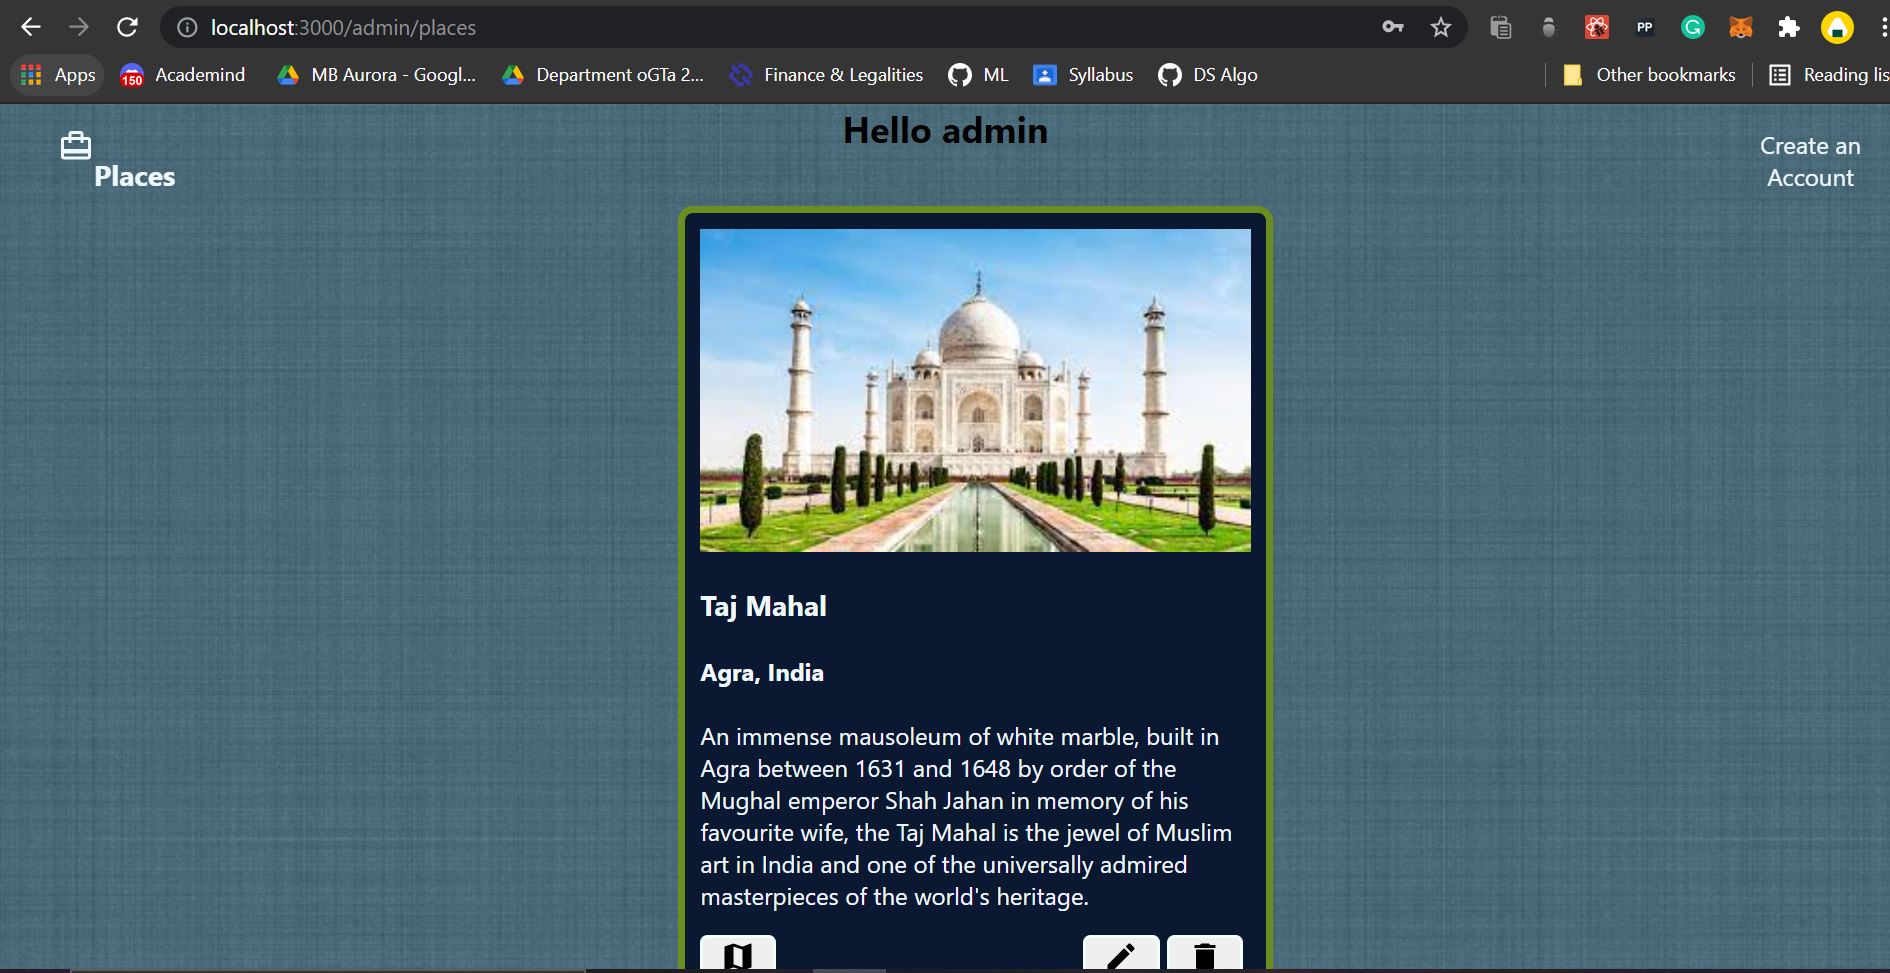 localhost:3000/admin/places
PP
Apps
150
Academind
MB Aurora - Googl...
Department oGTa 2...
Finance & Legalities
ML
Syllabus
DS Algo
Other bookmarks
Reading lis
Hello admin
Places
Create an
Account
Taj Mahal
Agra, India
An immense mausoleum of white marble, built in
Agra between 1631 and 1648 by order of the
Mughal emperor Shah Jahan in memory of his
favourite wife, the Taj Mahal is the jewel of Muslim
art in India and one of the universally admired
masterpieces of the world's heritage.